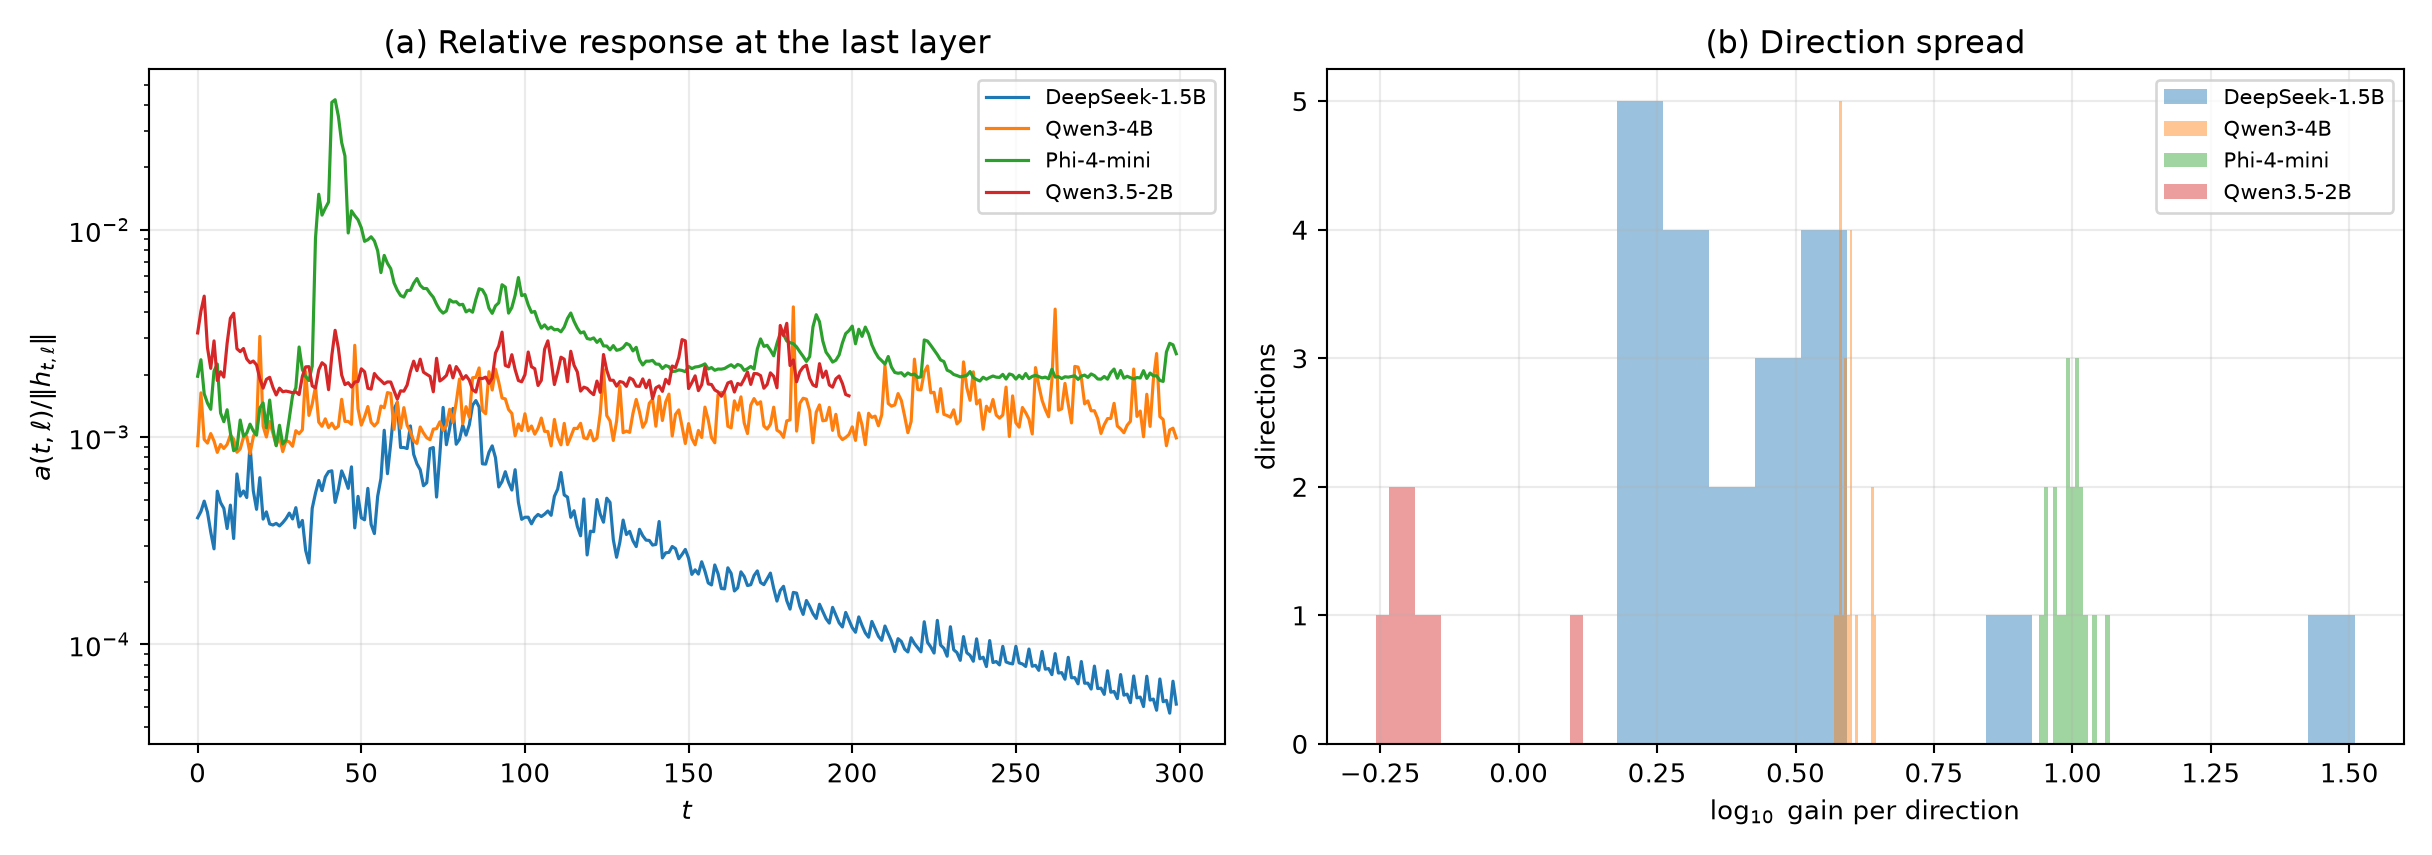 (a) Relative response at the last layer
a(t, ℓ)/‖h_{t,ℓ}‖
10⁻²
10⁻³
10⁻⁴
DeepSeek-1.5B
Qwen3-4B
Phi-4-mini
Qwen3.5-2B
0 50 100 150 200 250 300
t
(b) Direction spread
directions
5
4
3
2
1
0
DeepSeek-1.5B
Qwen3-4B
Phi-4-mini
Qwen3.5-2B
−0.25 0.00 0.25 0.50 0.75 1.00 1.25 1.50
log₁₀ gain per direction